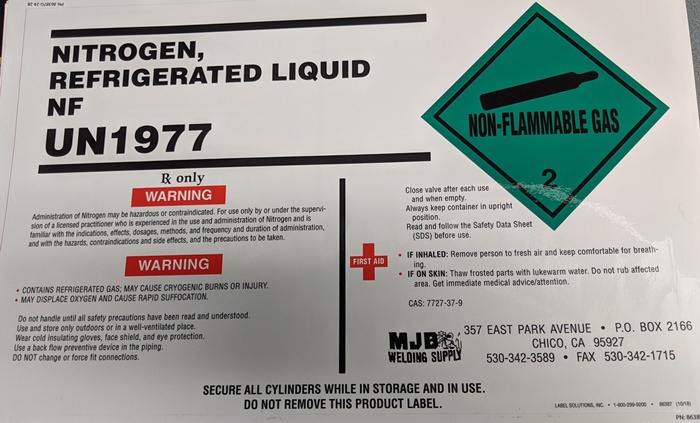 NITROGEN,
REFRIGERATED LIQUID
NF
UN1977
NON-FLAMMABLE GAS
2
Rx only
WARNING
Administration of Nitrogen may be hazardous or contraindicated. For use only by or under the supervi-
sion of a licensed practitioner who is experienced in the use and administration of Nitrogen and is
familiar with the indications, effects, dosages, methods, and frequency and duration of administration,
and with the hazards, contraindications and side effects, and the precautions to be taken.
WARNING
• CONTAINS REFRIGERATED GAS; MAY CAUSE CRYOGENIC BURNS OR INJURY.
• MAY DISPLACE OXYGEN AND CAUSE RAPID SUFFOCATION.
Do not handle until all safety precautions have been read and understood.
Use and store only outdoors or in a well-ventilated place.
Wear cold insulating gloves, face shield, and eye protection.
Use a back flow preventive device in the piping.
DO NOT change or force fit connections.
Close valve after each use
and when empty.
Always keep container in upright
position.
Read and follow the Safety Data Sheet
(SDS) before use.
FIRST AID
• IF INHALED: Remove person to fresh air and keep comfortable for breath-
ing.
• IF ON SKIN: Thaw frosted parts with lukewarm water. Do not rub affected
area. Get immediate medical advice/attention.
CAS: 7727-37-9
MJB
WELDING SUPPLY
357 EAST PARK AVENUE • P.O. BOX 2166
CHICO, CA 95927
530-342-3589 • FAX 530-342-1715
SECURE ALL CYLINDERS WHILE IN STORAGE AND IN USE.
DO NOT REMOVE THIS PRODUCT LABEL.
LABEL SOLUTIONS, INC. • 1-800-299-9200 • 86387 (10/18)
PN: 8638